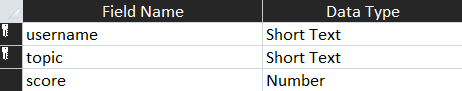 Field Name Data Type
username Short Text
topic Short Text
score Number